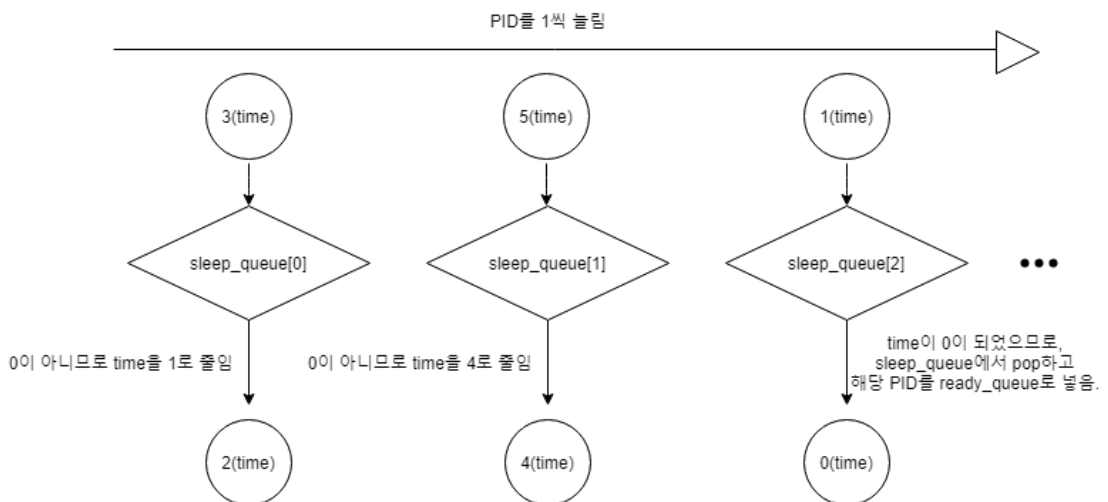 PID를 1씩 늘림
3(time)
5(time)
1(time)
sleep_queue[0]
sleep_queue[1]
sleep_queue[2]
0이 아니므로 time을 1로 줄임
0이 아니므로 time을 4로 줄임
time이 0이 되었으므로,
sleep_queue에서 pop하고
해당 PID를 ready_queue로 넣음.
2(time)
4(time)
0(time)